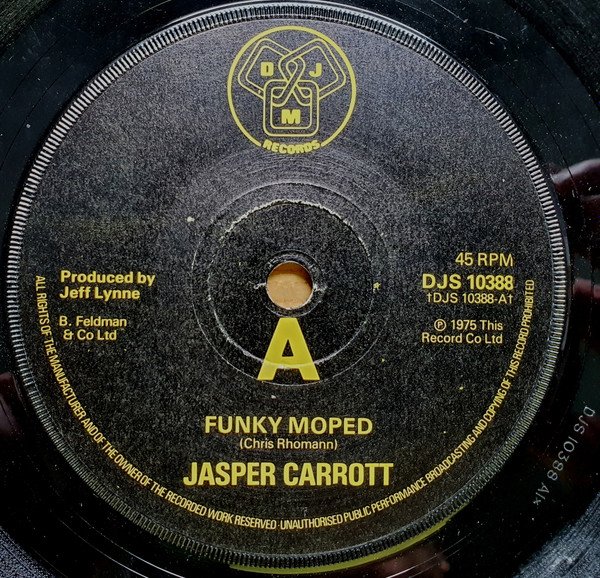 D J
M
RECORDS
45 RPM
Produced by
Jeff Lynne
DJS 10388
†DJS 10388-A†
B. Feldman
& Co Ltd
℗ 1975 This
Record Co Ltd
A
FUNKY MOPED
(Chris Rhomann)
JASPER CARROTT
ALL RIGHTS OF THE MANUFACTURER AND OF THE OWNER OF THE RECORDED WORK RESERVED · UNAUTHORISED PUBLIC PERFORMANCE BROADCASTING AND COPYING OF THIS RECORD PROHIBITED
DJS 10388 A1